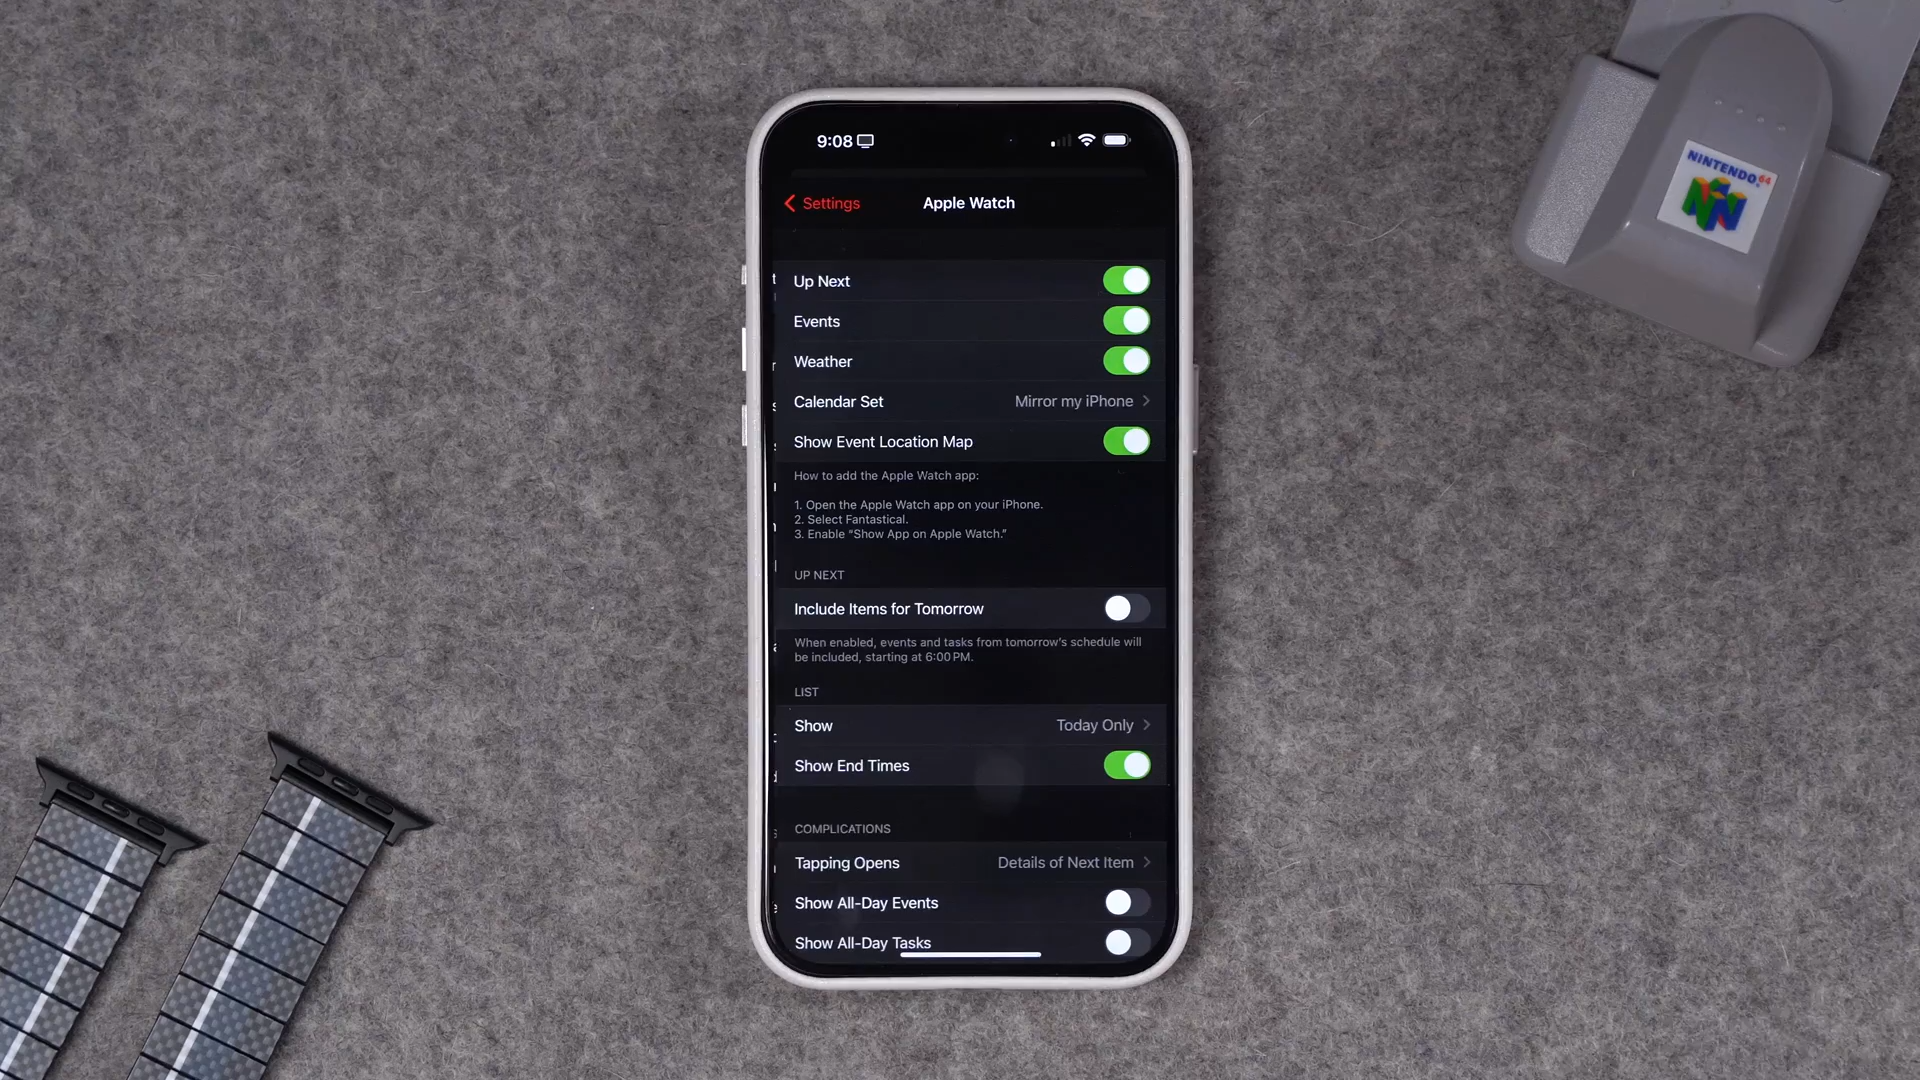 9:08
Settings
Apple Watch
Up Next
Events
Weather
Calendar Set
Mirror my iPhone
Show Event Location Map
How to add the Apple Watch app:
1. Open the Apple Watch app on your iPhone.
2. Select Fantastical.
3. Enable “Show App on Apple Watch.”
UP NEXT
Include Items for Tomorrow
When enabled, events and tasks from tomorrow's schedule will
be included, starting at 6:00 PM.
LIST
Show
Today Only
Show End Times
COMPLICATIONS
Tapping Opens
Details of Next Item
Show All-Day Events
Show All-Day Tasks
NINTENDO 64